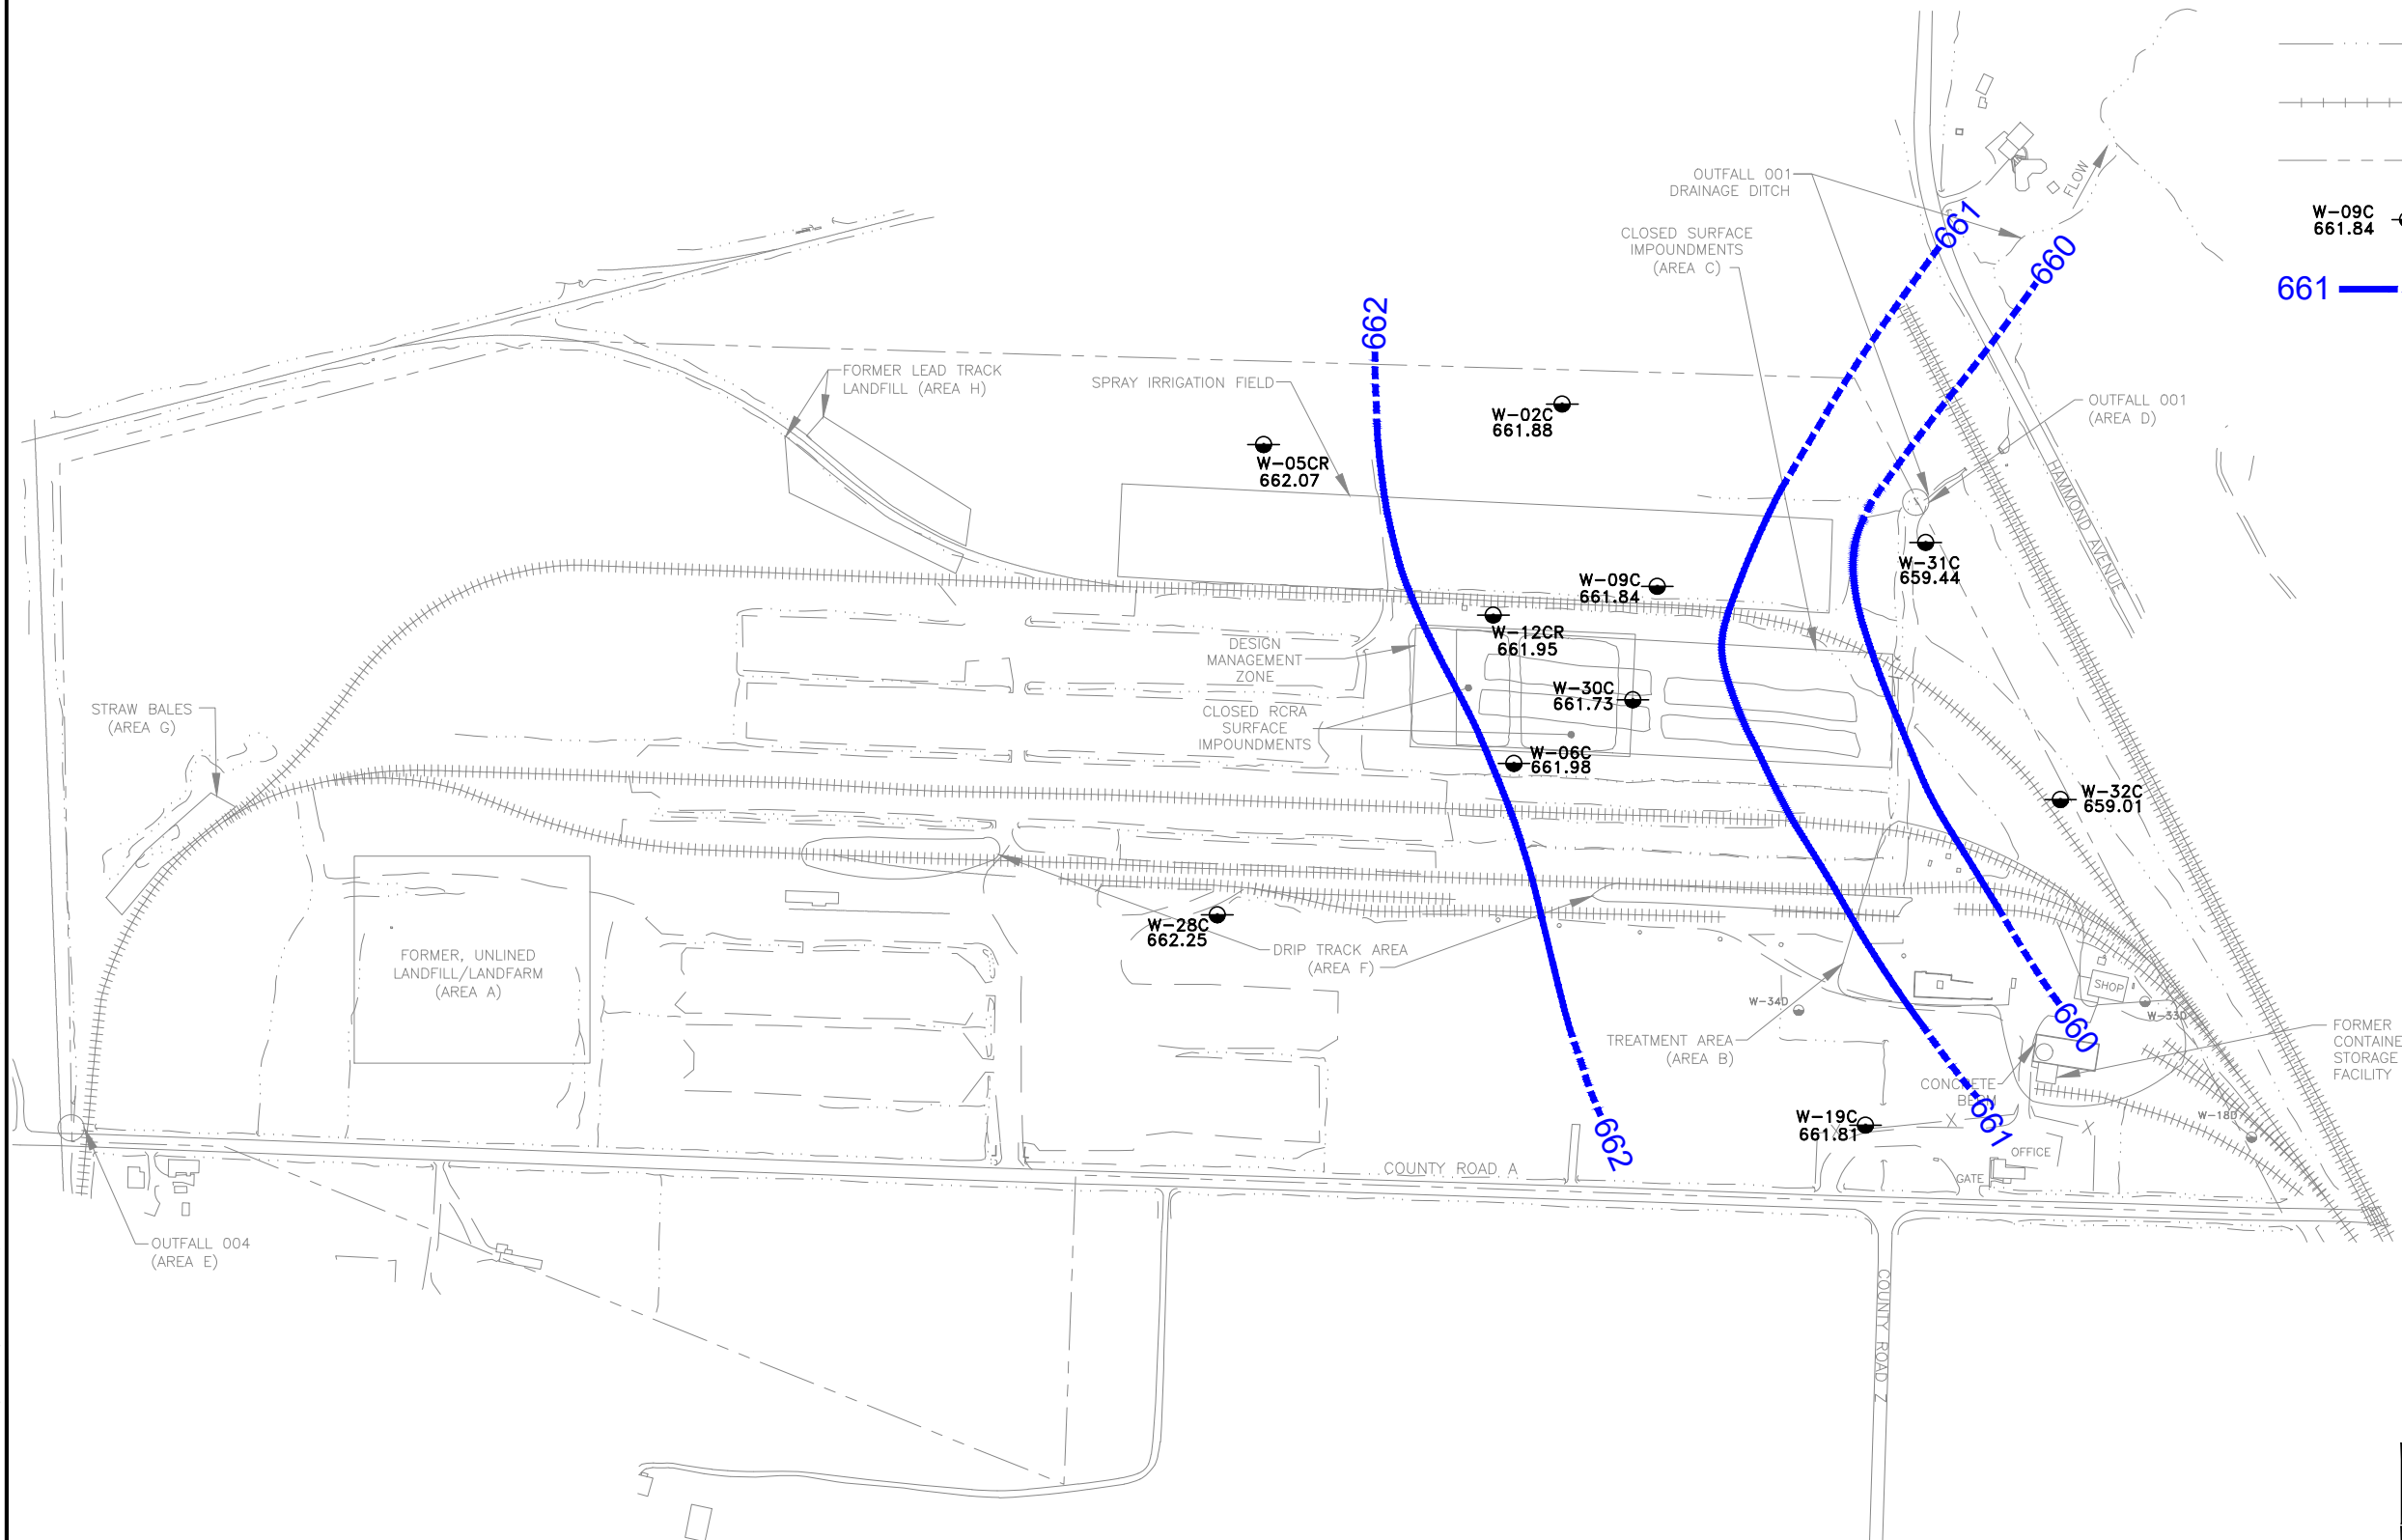 661
660
FLOW
OUTFALL 001
DRAINAGE DITCH
W-09C
661.84
CLOSED SURFACE
IMPOUNDMENTS
(AREA C)
661
662
FORMER LEAD TRACK
LANDFILL (AREA H)
SPRAY IRRIGATION FIELD
W-02C
661.88
OUTFALL 001
(AREA D)
W-05CR
662.07
HAMMOND AVENUE
W-31C
659.44
W-09C
661.84
W-12CR
661.95
DESIGN
MANAGEMENT
ZONE
W-30C
661.73
STRAW BALES
(AREA G)
CLOSED RCRA
SURFACE
IMPOUNDMENTS
W-06C
661.98
W-32C
659.01
W-28C
662.25
DRIP TRACK AREA
(AREA F)
FORMER, UNLINED
LANDFILL/LANDFARM
(AREA A)
SHOP
W-34D
W-33D
660
TREATMENT AREA
(AREA B)
FORMER
CONTAINE
STORAGE
FACILITY
CONCRETE
BERM
661
W-19C
661.81
W-18D
662
OFFICE
GATE
COUNTY ROAD A
OUTFALL 004
(AREA E)
COUNTY ROAD Z